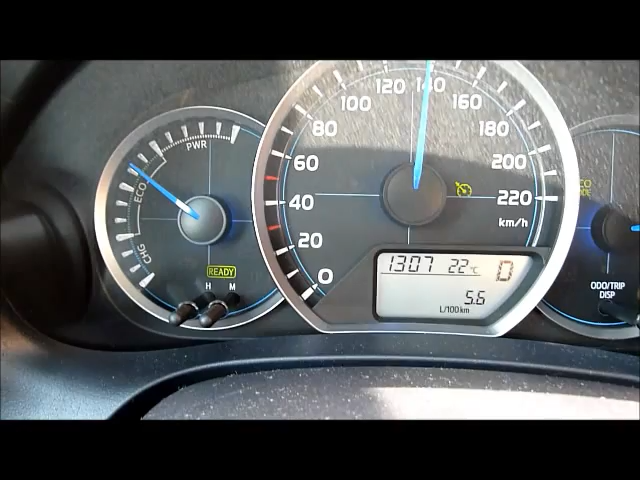 PWR
ECO
CHG
READY
H M
0
20
40
60
80
100
120
140
160
180
200
220
km/h
1307 22°C D
5.6
L/100km
ODO/TRIP
DISP